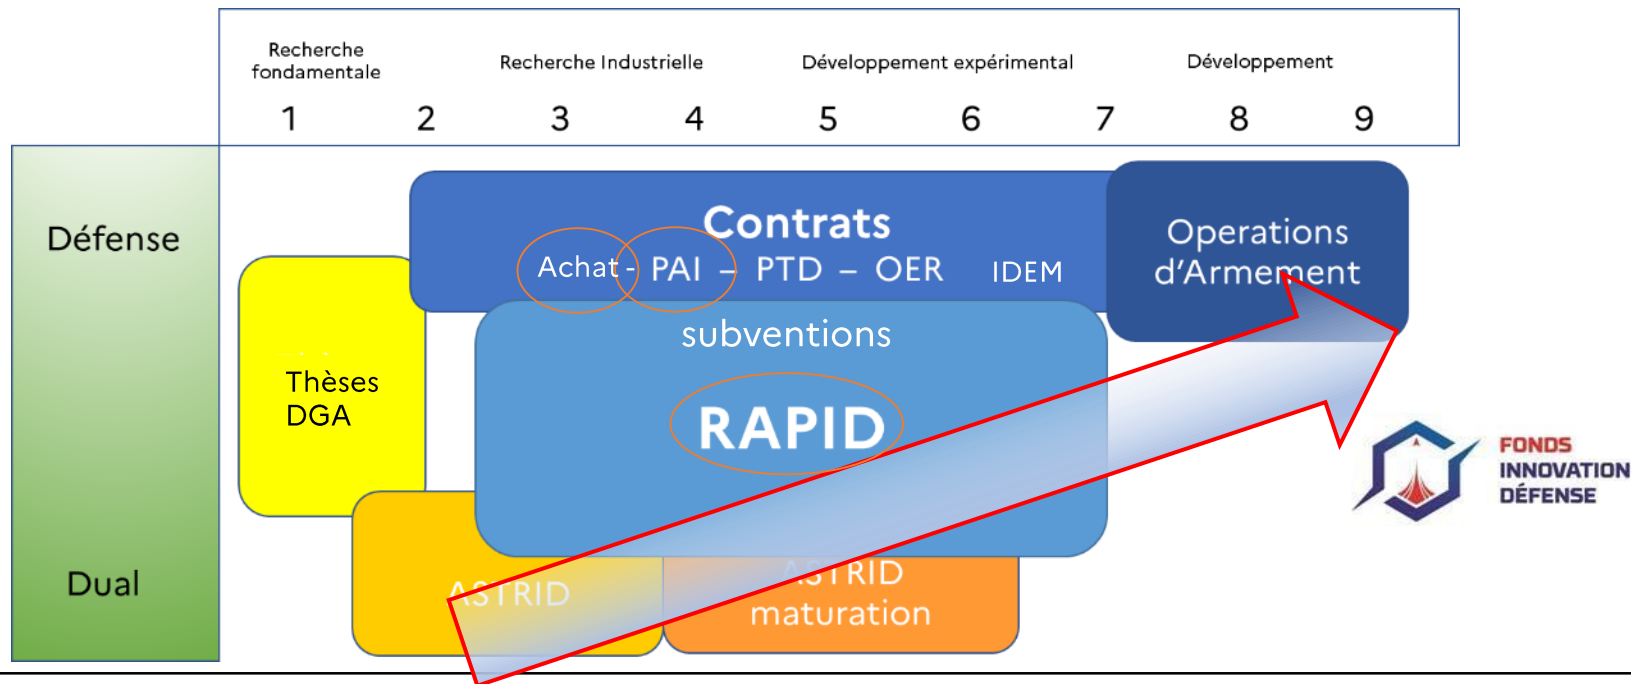 Recherche
fondamentale
Recherche Industrielle
Développement expérimental
Développement
1 2 3 4 5 6 7 8 9
Défense
Contrats
Achat - PAI – PTD – OER IDEM
Operations
d'Armement
subventions
Thèses
DGA
RAPID
FONDS
INNOVATION
DÉFENSE
Dual
ASTRID
ASTRID
maturation